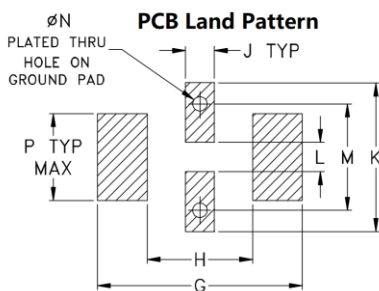 PCB Land Pattern
ØN
PLATED THRU
HOLE ON
GROUND PAD
J TYP
P TYP
MAX
L
M
K
H
G